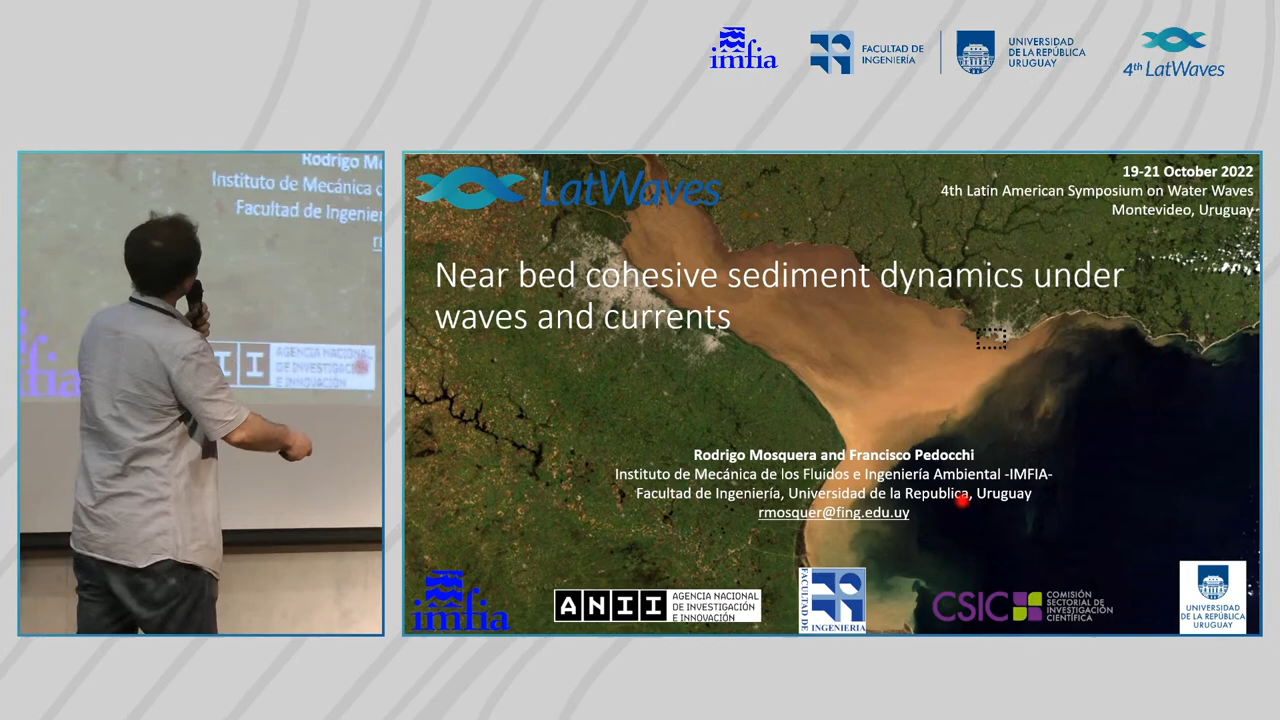 imfia
FACULTAD DE
INGENIERÍA
UNIVERSIDAD
DE LA REPÚBLICA
URUGUAY
4th LatWaves
Rodrigo Mo
Instituto de Mecánica
Facultad de Ingenier
fia
II
AGENCIA NACIONAL
DE INVESTIGACIÓN
E INNOVACIÓN
LatWaves
19-21 October 2022
4th Latin American Symposium on Water Waves
Montevideo, Uruguay
Near bed cohesive sediment dynamics under
waves and currents
Rodrigo Mosquera and Francisco Pedocchi
Instituto de Mecánica de los Fluidos e Ingeniería Ambiental -IMFIA-
Facultad de Ingeniería, Universidad de la Republica, Uruguay
rmosquer@fing.edu.uy
imfia
ANII
AGENCIA NACIONAL
DE INVESTIGACIÓN
E INNOVACIÓN
FACULTAD DE
INGENIERIA
CSIC
COMISIÓN
SECTORIAL DE
INVESTIGACIÓN
CIENTÍFICA
UNIVERSIDAD
DE LA REPÚBLICA
URUGUAY